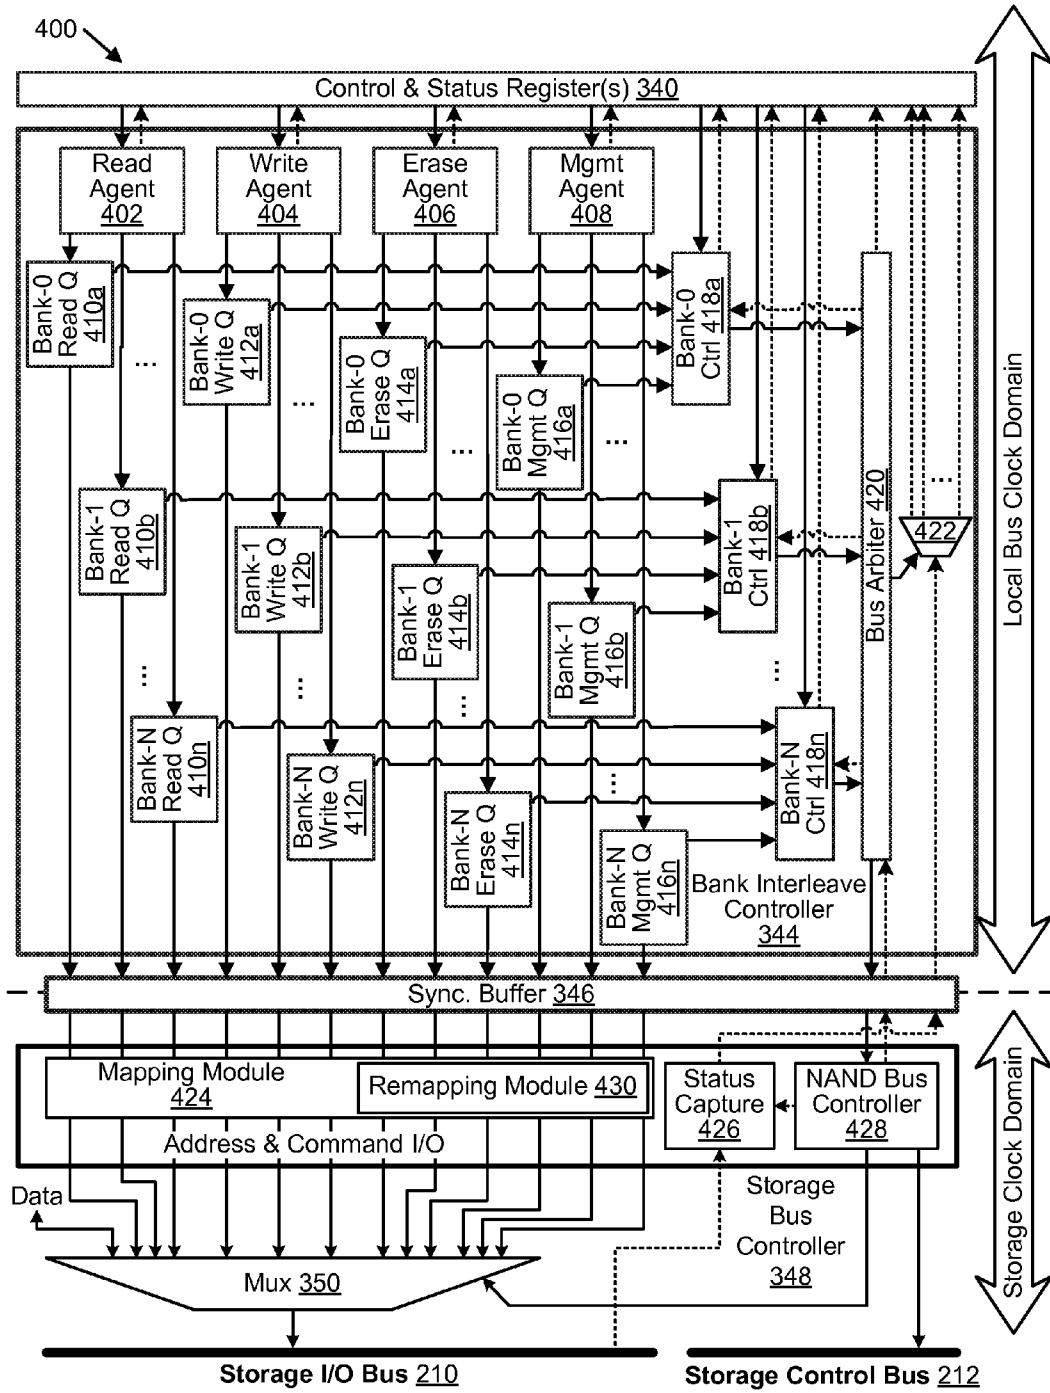 400
Control & Status Register(s) 340
Read
Agent
402
Write
Agent
404
Erase
Agent
406
Mgmt
Agent
408
Bank-0
Read Q
410a
Bank-0
Write Q
412a
Bank-0
Erase Q
414a
Bank-0
Mgmt Q
416a
Bank-0
Ctrl 418a
...
...
...
...
Bank-1
Read Q
410b
Bank-1
Write Q
412b
Bank-1
Erase Q
414b
Bank-1
Mgmt Q
416b
Bank-1
Ctrl 418b
Bus Arbiter 420
...
422
...
...
...
...
...
Bank-N
Read Q
410n
Bank-N
Write Q
412n
Bank-N
Erase Q
414n
Bank-N
Mgmt Q
416n
Bank-N
Ctrl 418n
Bank Interleave
Controller
344
Local Bus Clock Domain
Sync. Buffer 346
Mapping Module
424
Remapping Module 430
Status
Capture
426
NAND Bus
Controller
428
Address & Command I/O
Storage Clock Domain
Data
Storage
Bus
Controller
348
Mux 350
Storage I/O Bus 210
Storage Control Bus 212